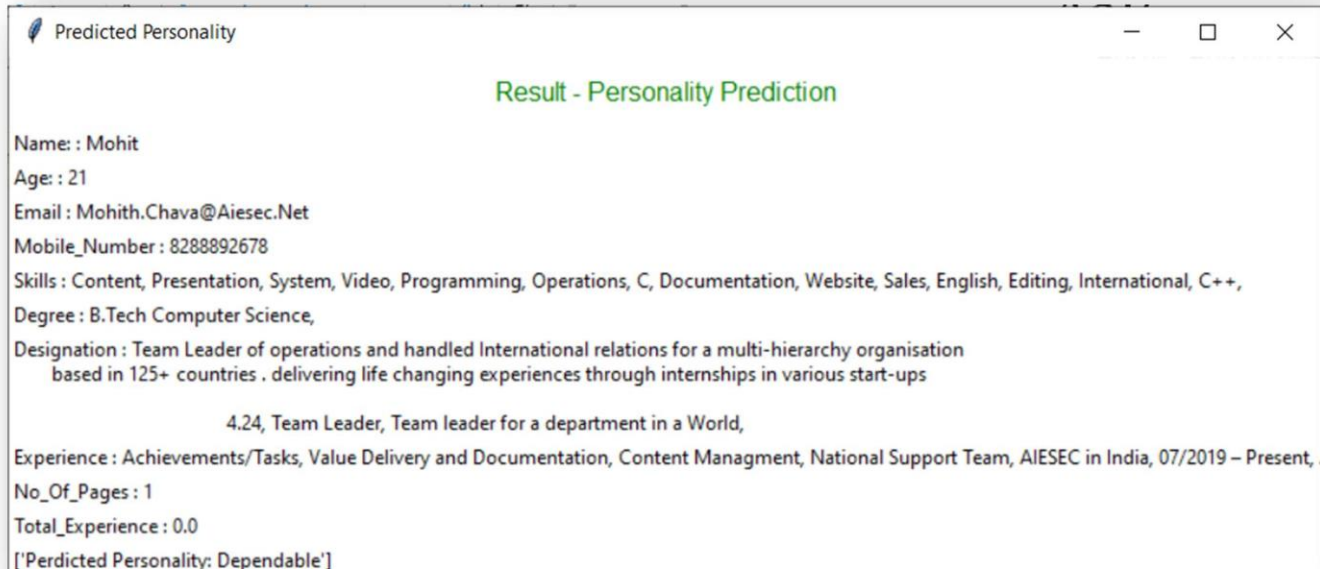 Predicted Personality
Result - Personality Prediction
Name: : Mohit
Age: : 21
Email : Mohith.Chava@Aiesec.Net
Mobile_Number : 8288892678
Skills : Content, Presentation, System, Video, Programming, Operations, C, Documentation, Website, Sales, English, Editing, International, C++,
Degree : B.Tech Computer Science,
Designation : Team Leader of operations and handled International relations for a multi-hierarchy organisation
based in 125+ countries . delivering life changing experiences through internships in various start-ups
4.24, Team Leader, Team leader for a department in a World,
Experience : Achievements/Tasks, Value Delivery and Documentation, Content Managment, National Support Team, AIESEC in India, 07/2019 – Present,
No_Of_Pages : 1
Total_Experience : 0.0
['Perdicted Personality: Dependable']